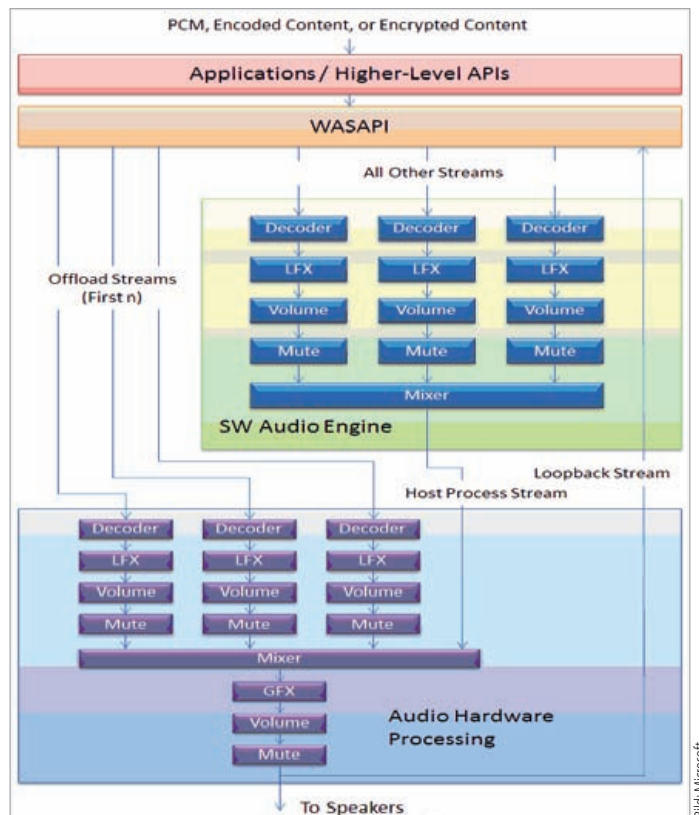 PCM, Encoded Content, or Encrypted Content
Applications / Higher-Level APIs
WASAPI
All Other Streams
Decoder Decoder Decoder
LFX LFX LFX
Volume Volume Volume
Mute Mute Mute
Mixer
SW Audio Engine
Offload Streams
(First n)
Loopback Stream
Host Process Stream
Decoder Decoder Decoder
LFX LFX LFX
Volume Volume Volume
Mute Mute Mute
Mixer
GFX
Volume
Mute
Audio Hardware
Processing
To Speakers
Bild: Microsoft